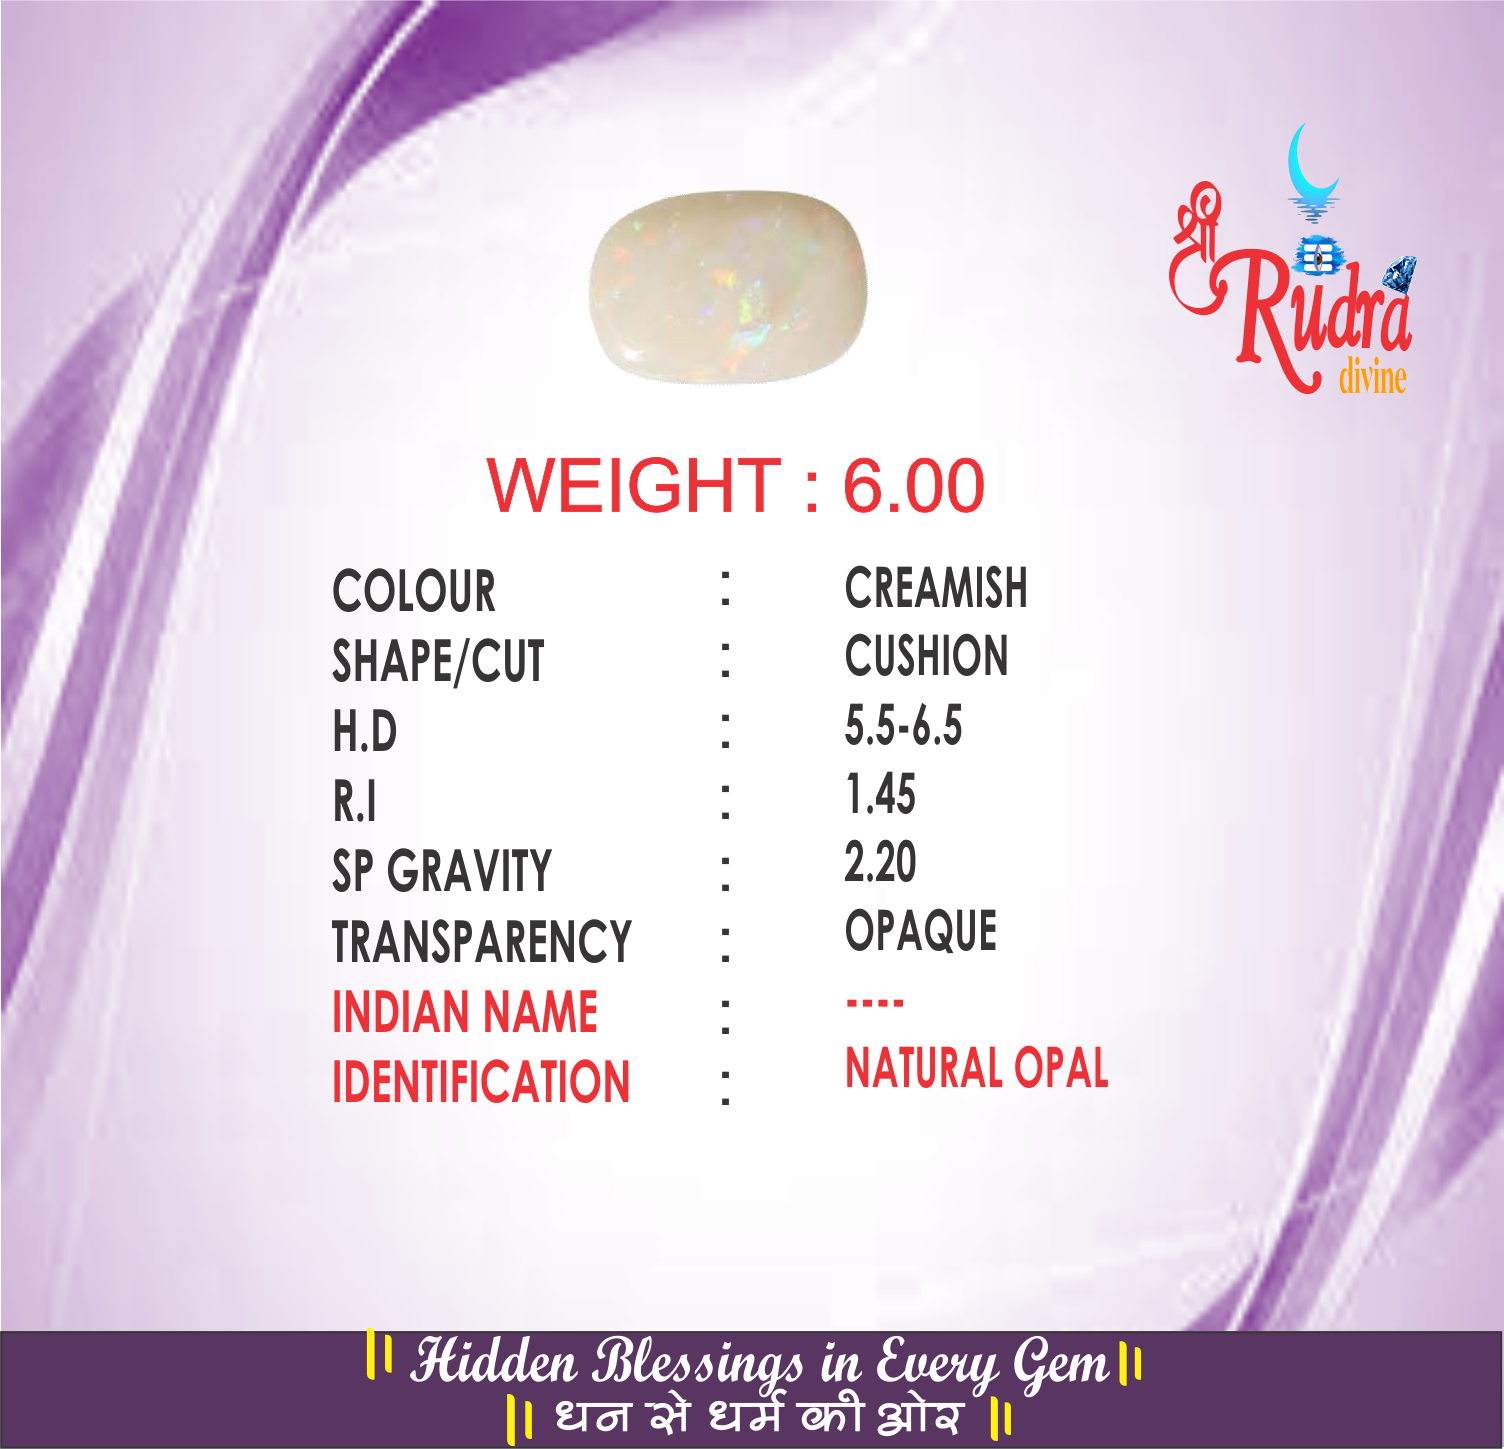 श्री
Rudra
divine
WEIGHT : 6.00
COLOUR : CREAMISH
SHAPE/CUT : CUSHION
H.D : 5.5-6.5
R.I : 1.45
SP GRAVITY : 2.20
TRANSPARENCY : OPAQUE
INDIAN NAME : ----
IDENTIFICATION : NATURAL OPAL
|| Hidden Blessings in Every Gem ||
|| धन से धर्म की ओर ||